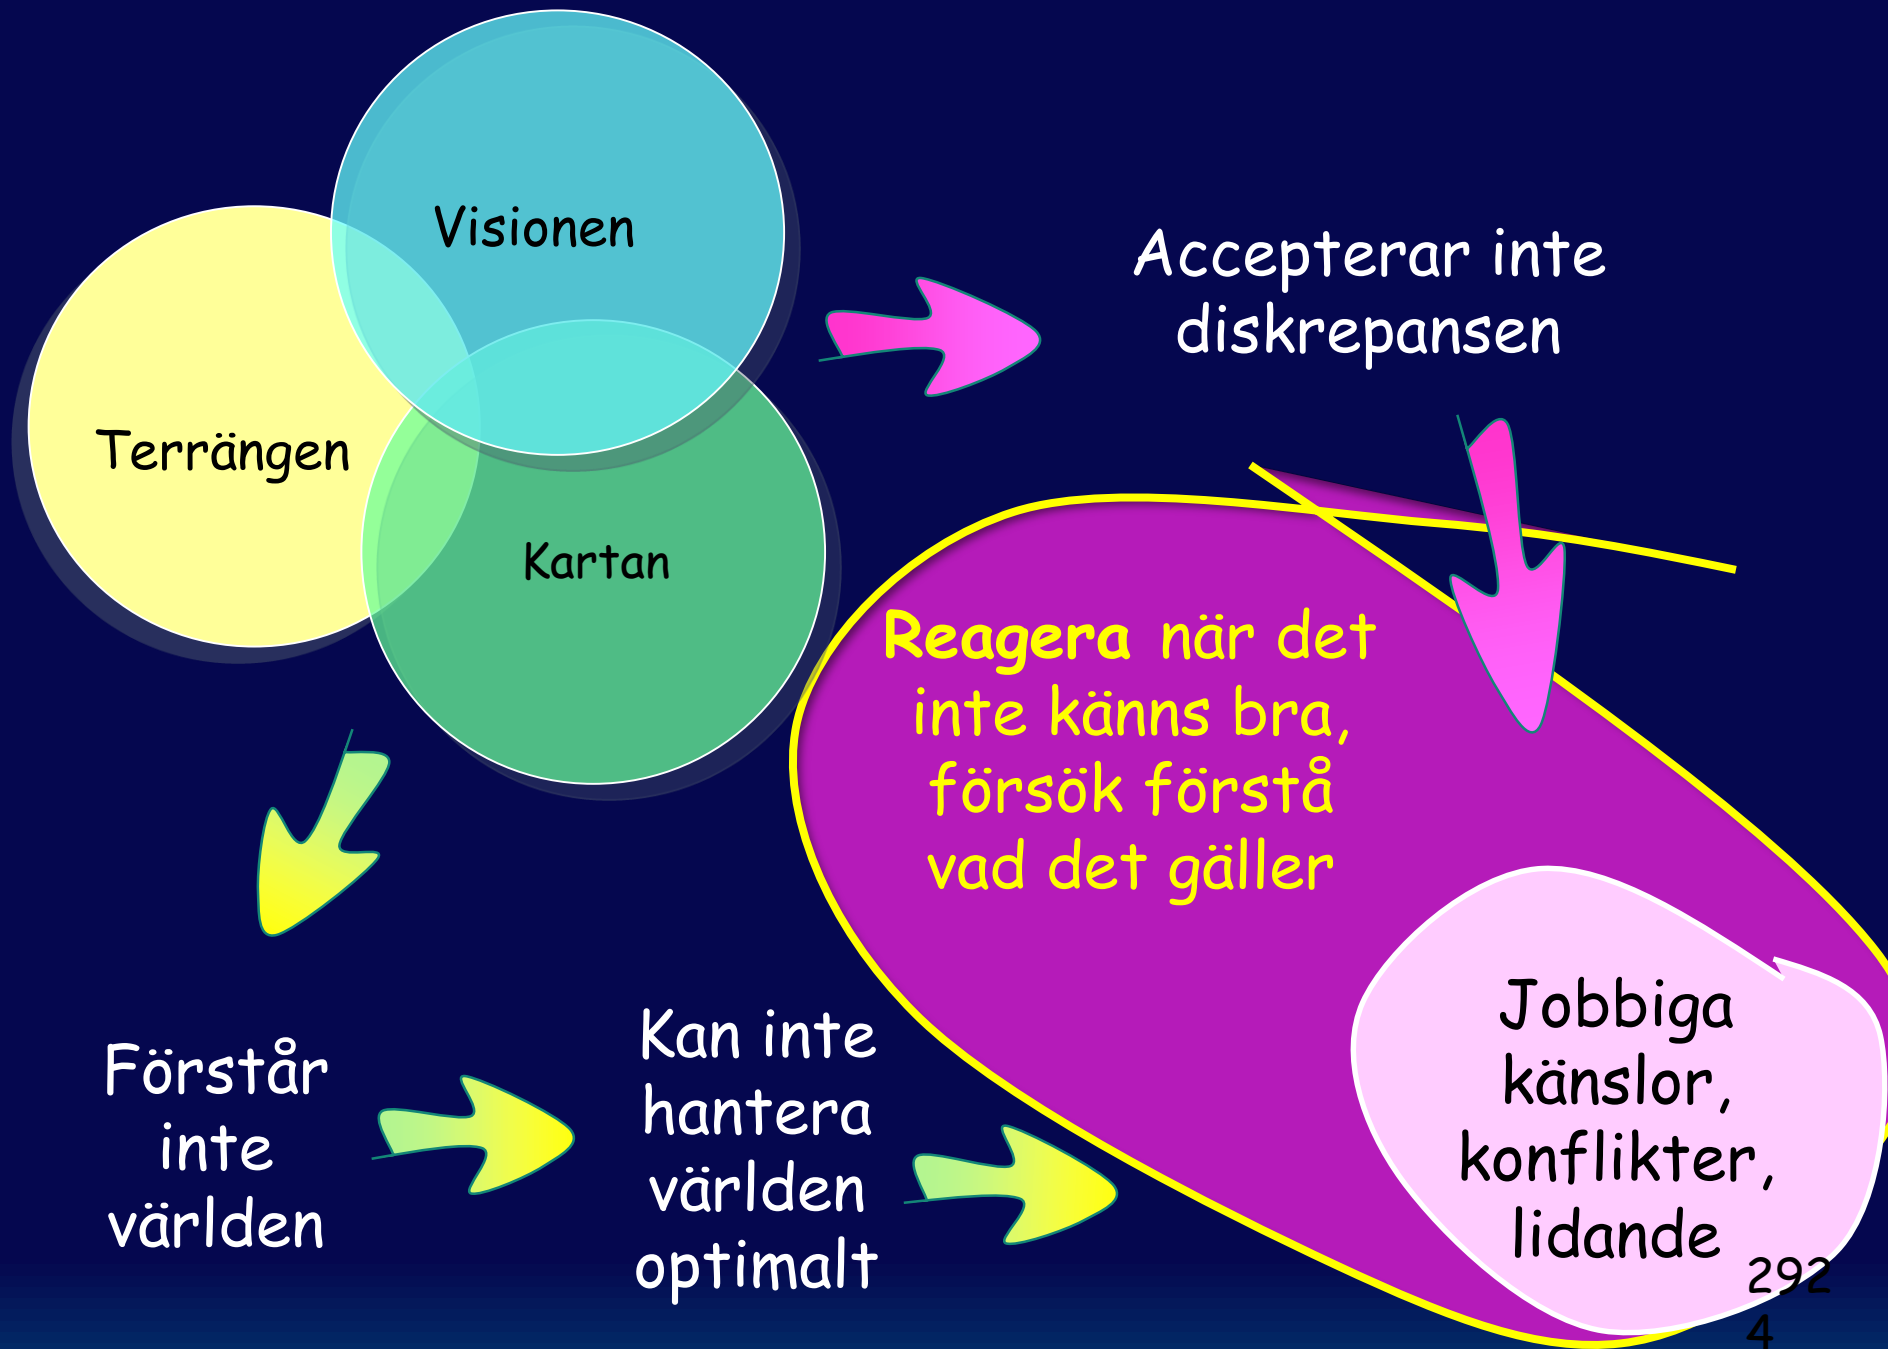 Visionen
Terrängen
Kartan
Accepterar inte
diskrepansen
Reagera när det
inte känns bra,
försök förstå
vad det gäller
Förstår
inte
världen
Kan inte
hantera
världen
optimalt
Jobbiga
känslor,
konflikter,
lidande
292
4